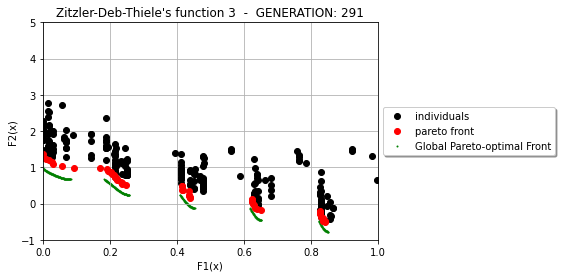 Zitzler-Deb-Thiele's function 3 - GENERATION: 291
5
4
3
2
1
0
−1
F2(x)
0.0 0.2 0.4 0.6 0.8 1.0
F1(x)
individuals
pareto front
Global Pareto-optimal Front